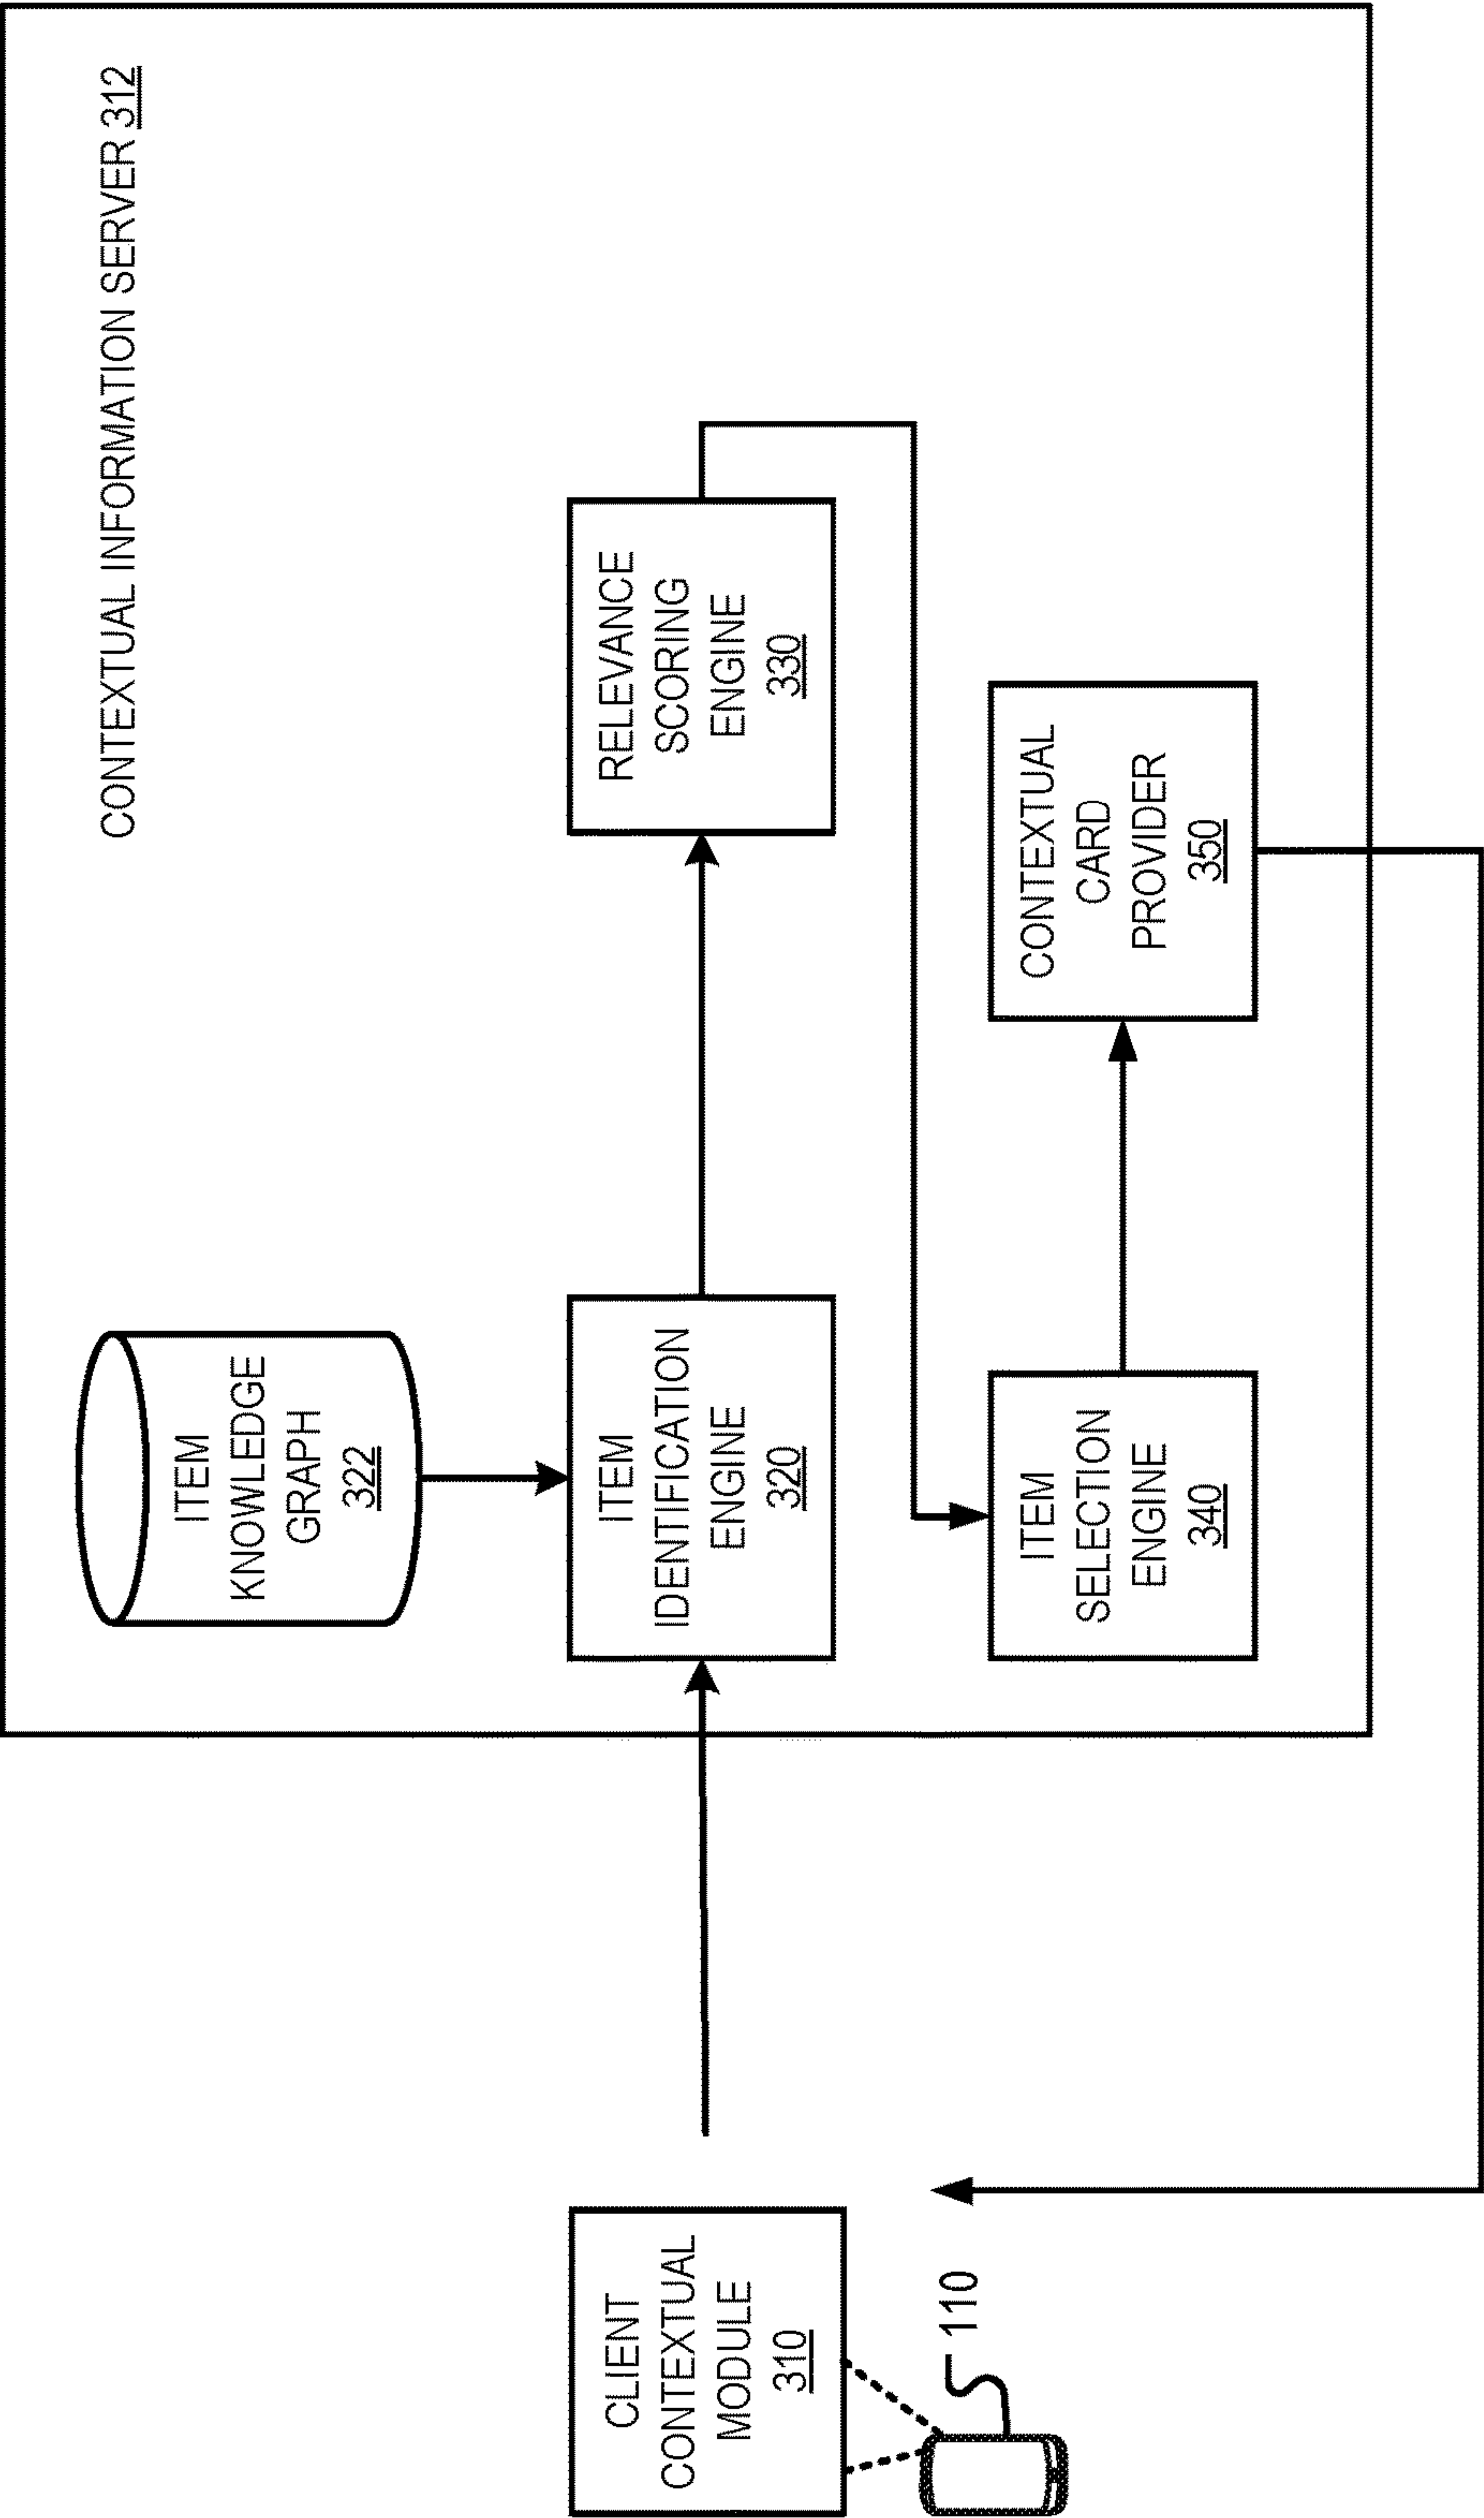 CONTEXTUAL INFORMATION SERVER 312
ITEM
KNOWLEDGE
GRAPH
322
CLIENT
CONTEXTUAL
MODULE
310
ITEM
IDENTIFICATION
ENGINE
320
RELEVANCE
SCORING
ENGINE
330
110
ITEM
SELECTION
ENGINE
340
CONTEXTUAL
CARD
PROVIDER
350